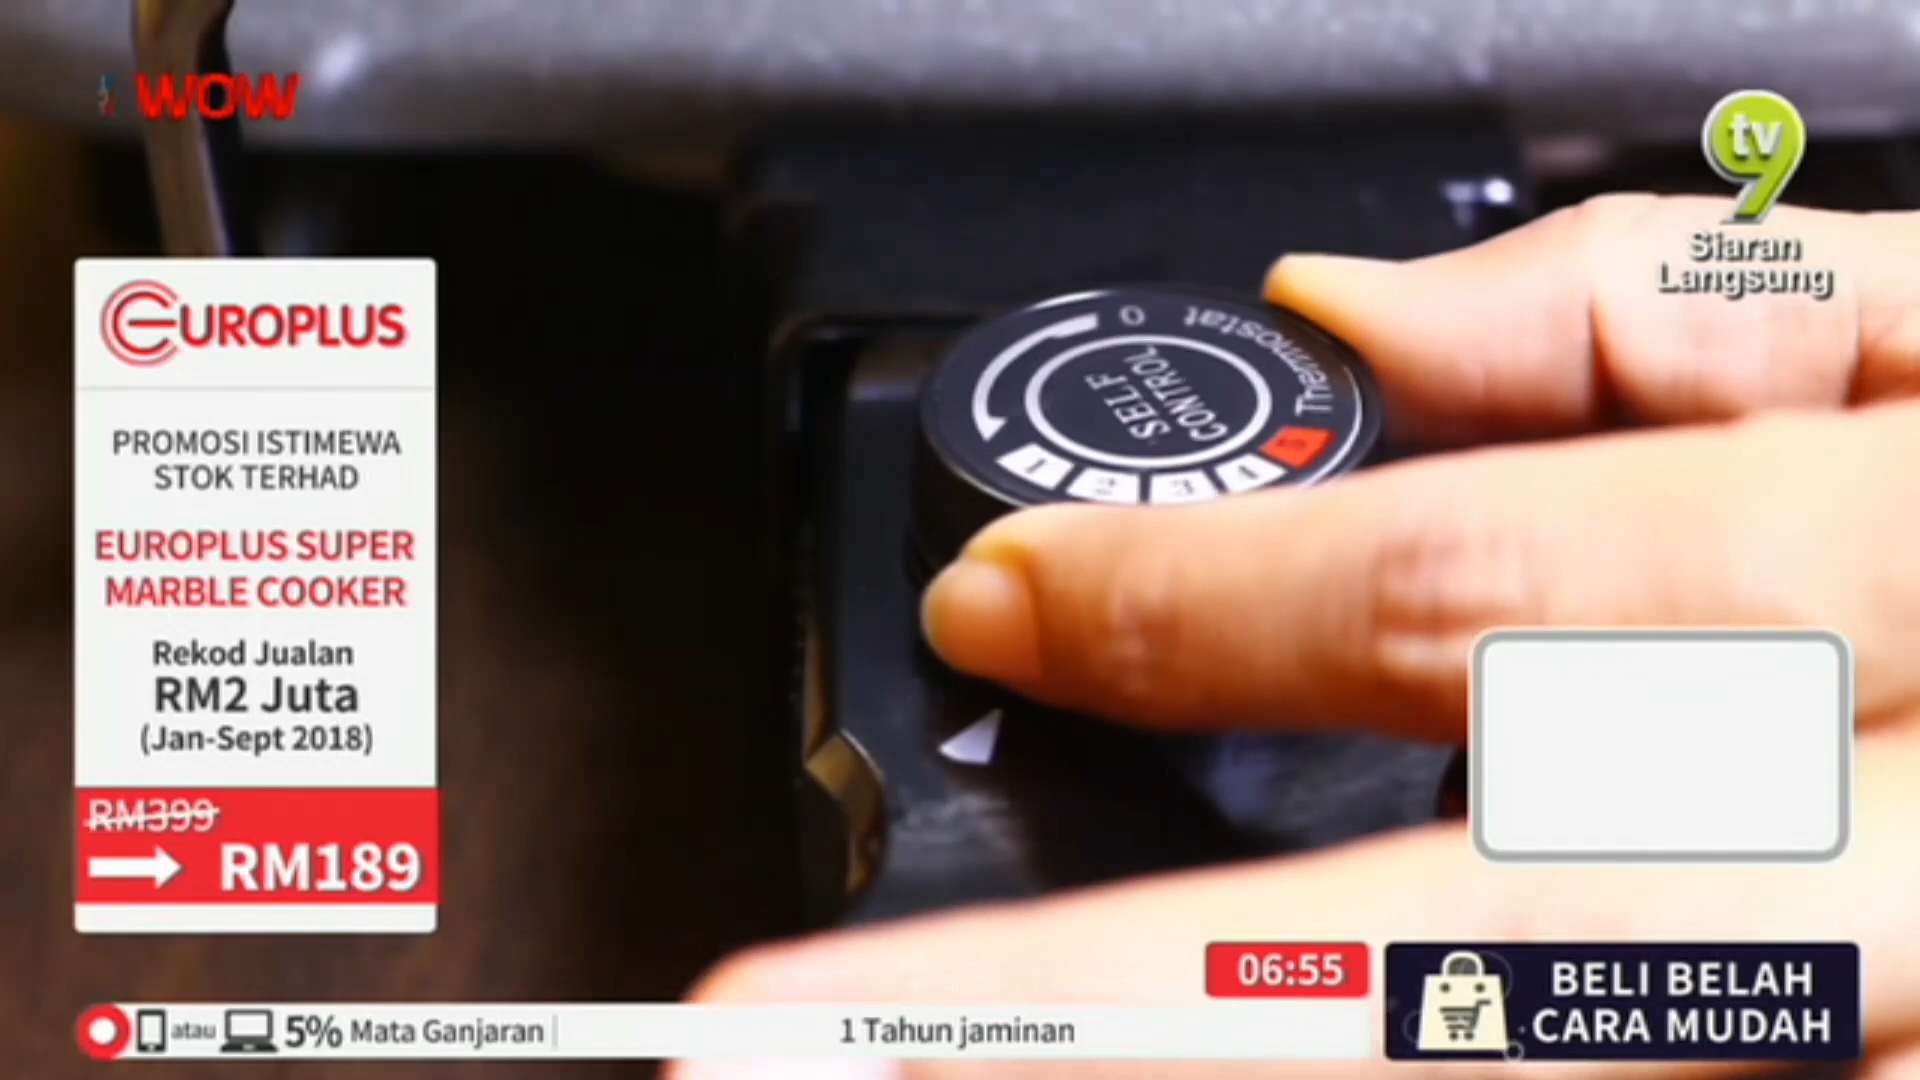 WOW
tv9
Siaran
Langsung
EUROPLUS
PROMOSI ISTIMEWA
STOK TERHAD
EUROPLUS SUPER
MARBLE COOKER
Rekod Jualan
RM2 Juta
(Jan-Sept 2018)
RM399
RM189
0 Thermostat
SELF
CONTROL
1 2 3 4 5
06:55
BELI BELAH
CARA MUDAH
atau 5% Mata Ganjaran
1 Tahun jaminan